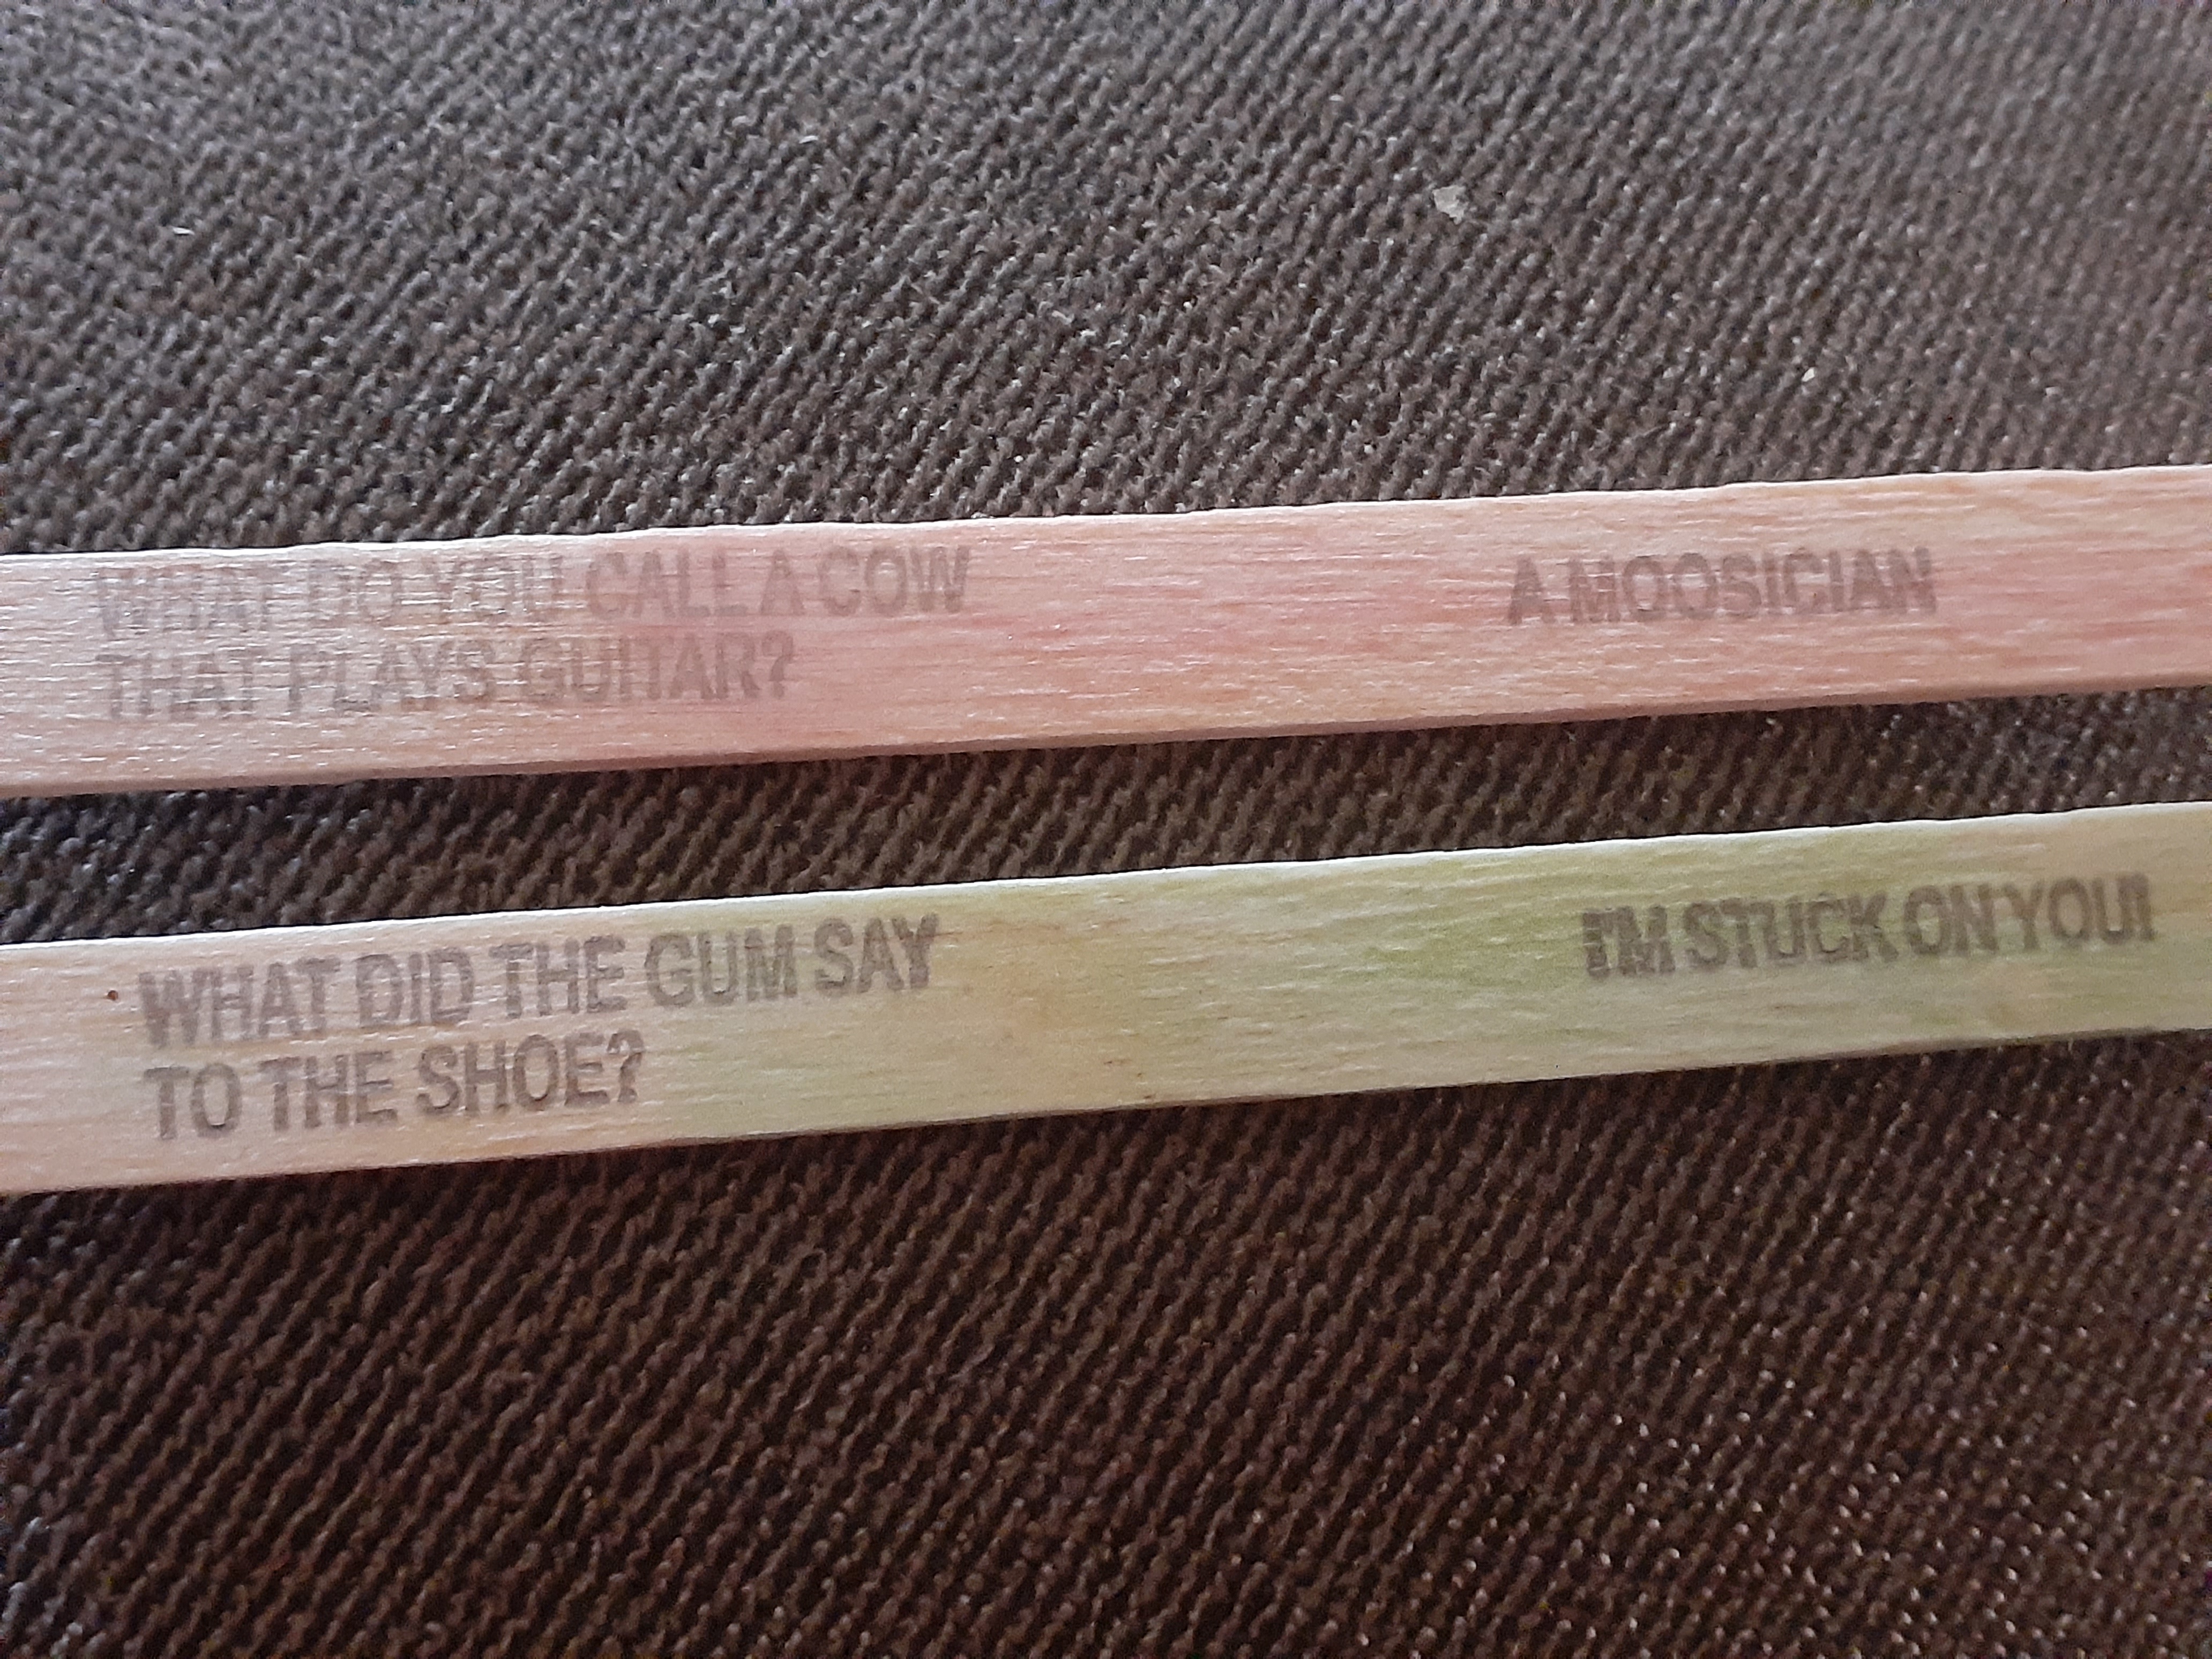 WHAT DO YOU CALL A COW
THAT PLAYS GUITAR?
A MOOSICIAN
WHAT DID THE GUM SAY
TO THE SHOE?
I'M STUCK ON YOU!